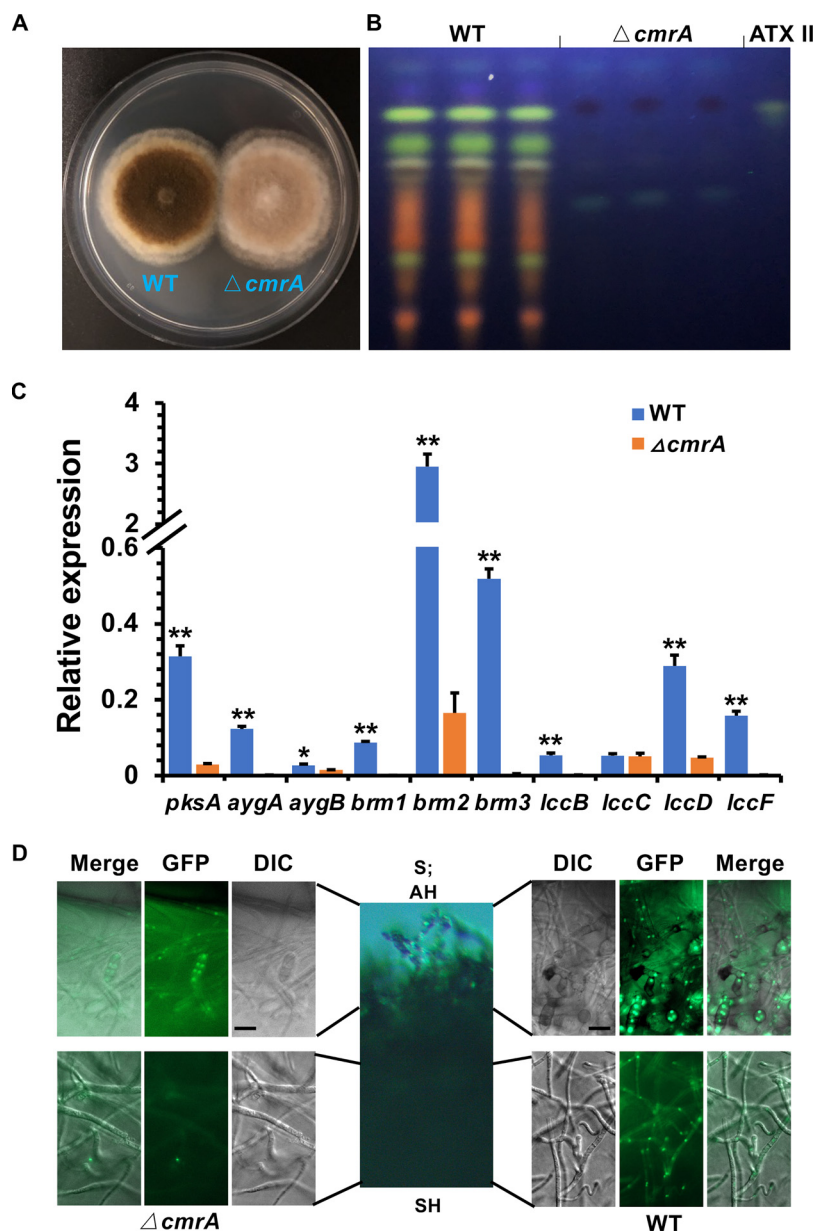 A
WT
△ cmrA
B
WT △ cmrA ATX II
C
Relative expression
4
3
2
0.6
0.4
0.2
0
WT
ΔcmrA
** ** * ** ** ** ** ** **
pksA aygA aygB brm1 brm2 brm3 lccB lccC lccD lccF
D
Merge GFP DIC
S;
AH
DIC GFP Merge
SH
△ cmrA
WT